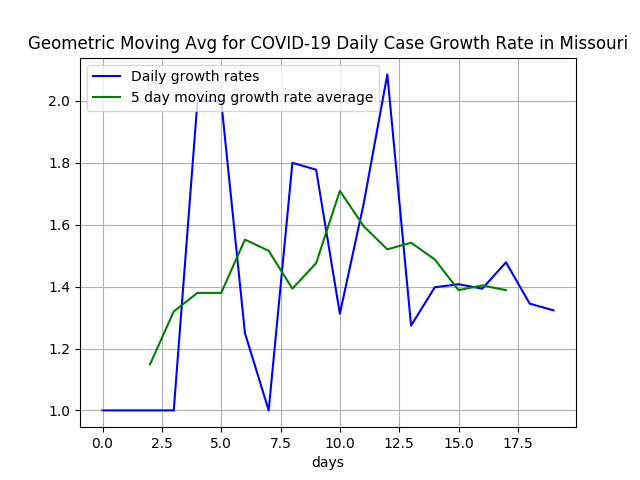 Geometric Moving Avg for COVID-19 Daily Case Growth Rate in Missouri
Daily growth rates
5 day moving growth rate average
2.0
1.8
1.6
1.4
1.2
1.0
0.0 2.5 5.0 7.5 10.0 12.5 15.0 17.5
days